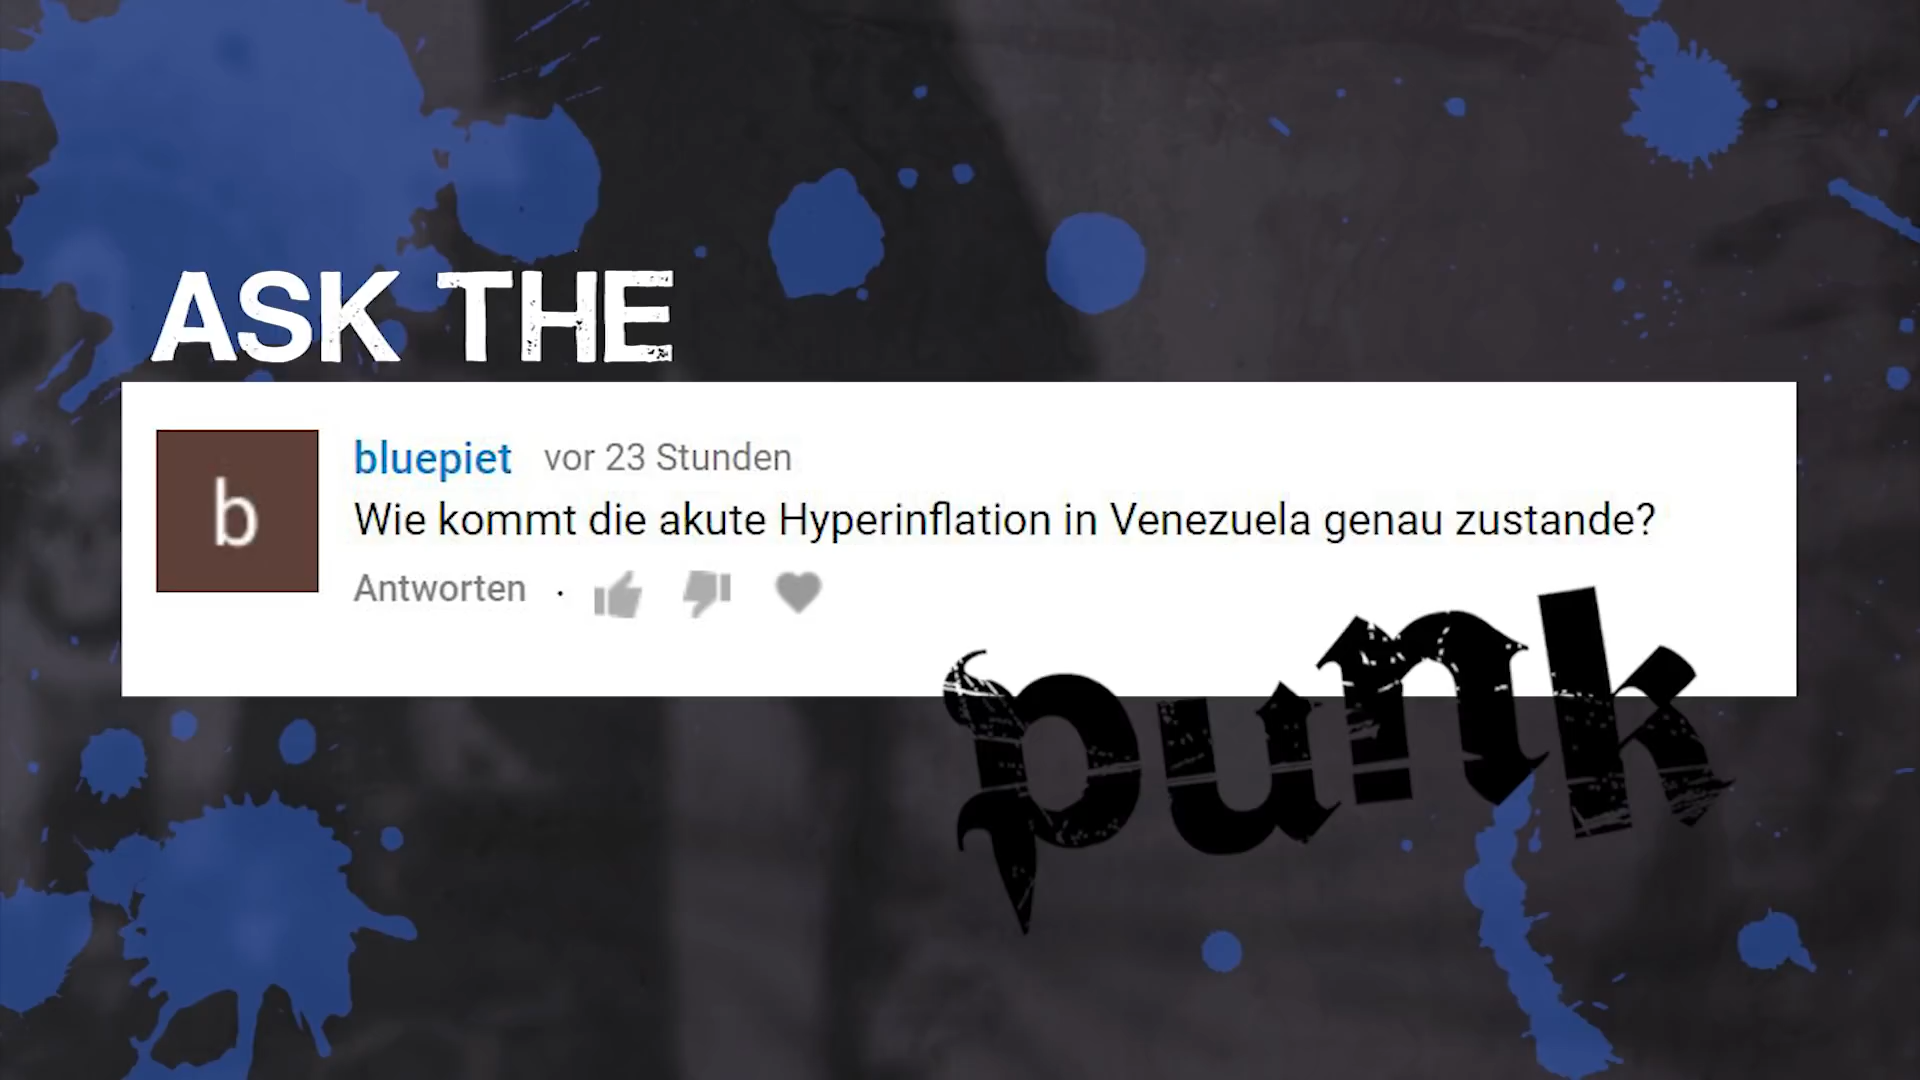 ASK THE
b
bluepiet vor 23 Stunden
Wie kommt die akute Hyperinflation in Venezuela genau zustande?
Antworten ·
punk